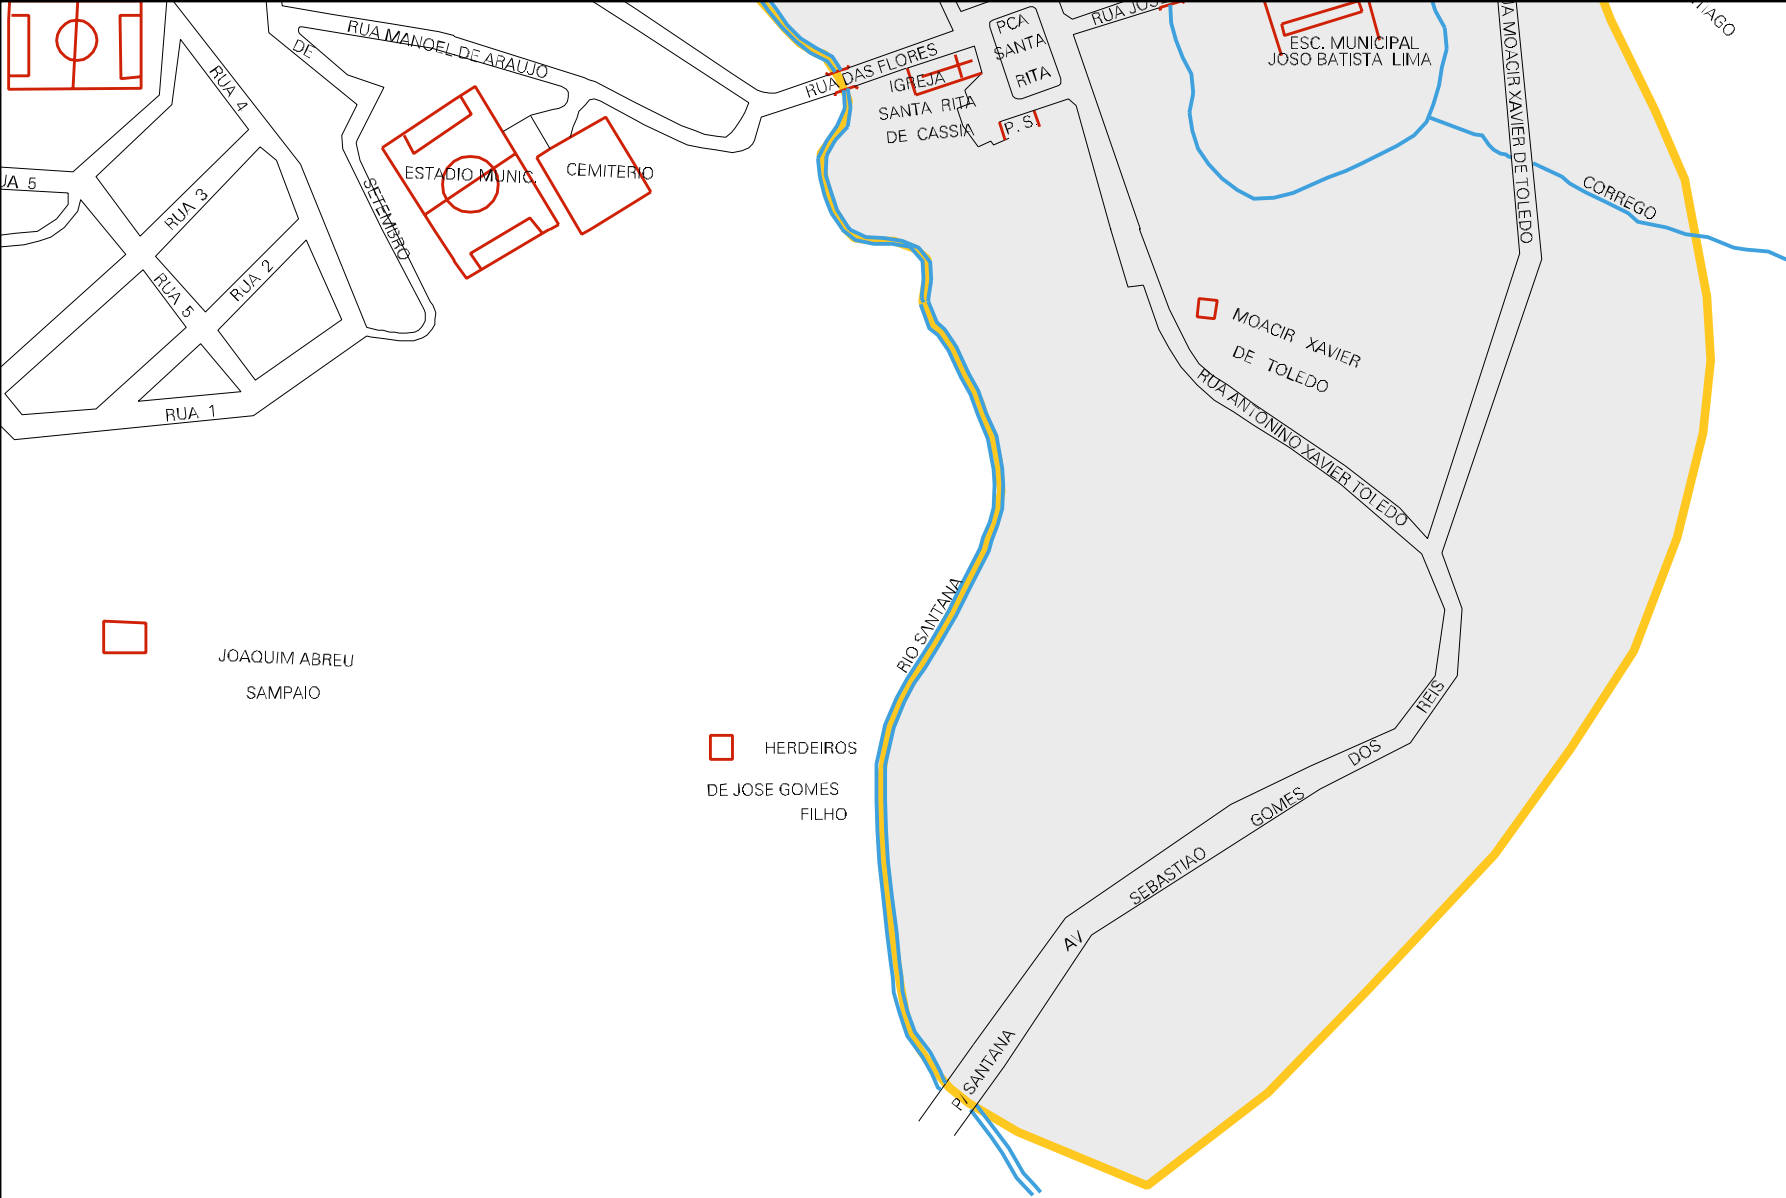 RUA MANOEL DE ARAUJO
DE
SETEMBRO
RUA 4
RUA 3
RUA 2
RUA 5
UA 5
RUA 1
ESTADIO MUNIC.
CEMITERIO
RUA DAS FLORES
IGREJA
SANTA RITA
DE CASSIA
PCA
SANTA
RITA
P. S.
RUA JOS
ESC. MUNICIPAL
JOSO BATISTA LIMA
UA MOACIR XAVIER DE TOLEDO
TIAGO
CORREGO
MOACIR XAVIER
DE TOLEDO
RUA ANTONINO XAVIER TOLEDO
RIO SANTANA
JOAQUIM ABREU
SAMPAIO
HERDEIROS
DE JOSE GOMES
FILHO
AV SEBASTIAO GOMES DOS REIS
P/ SANTANA